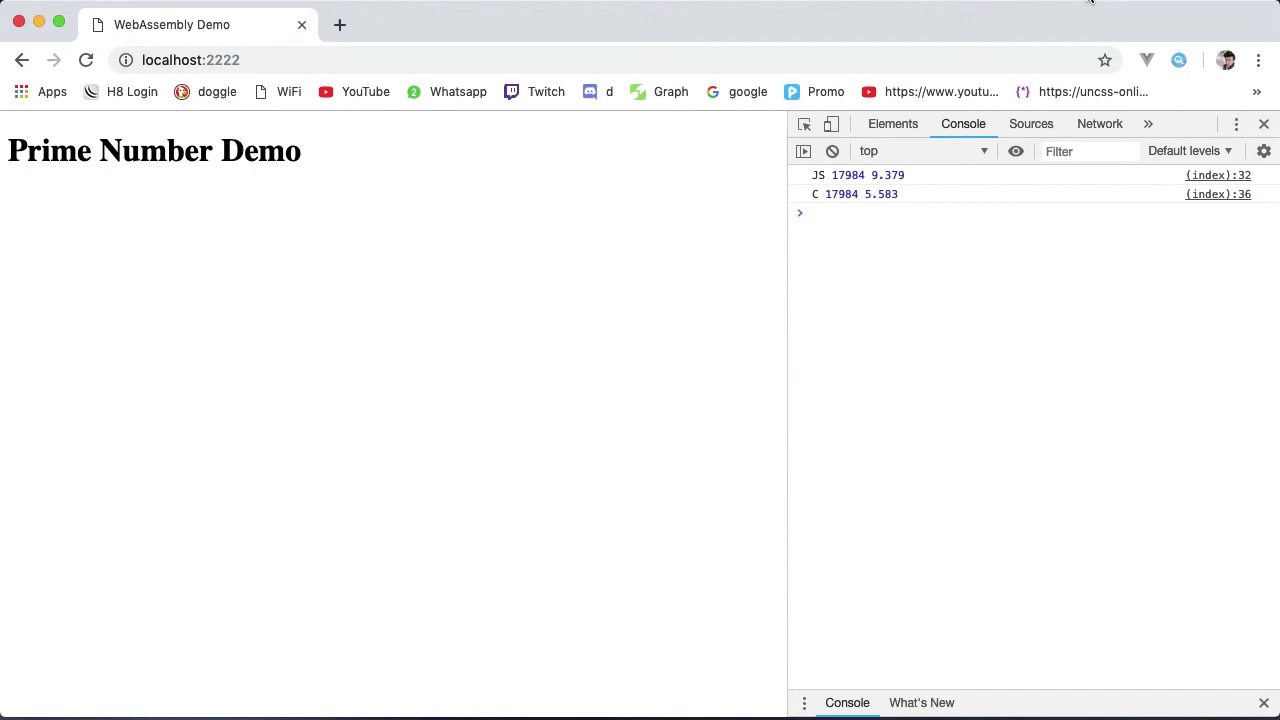 WebAssembly Demo
localhost:2222
Apps H8 Login doggle WiFi YouTube 2 Whatsapp Twitch d Graph google Promo https://www.youtu... https://uncss-onli... »
Prime Number Demo
Elements Console Sources Network »
top Filter Default levels
JS 17984 9.379 (index):32
C 17984 5.583 (index):36
>
Console What's New